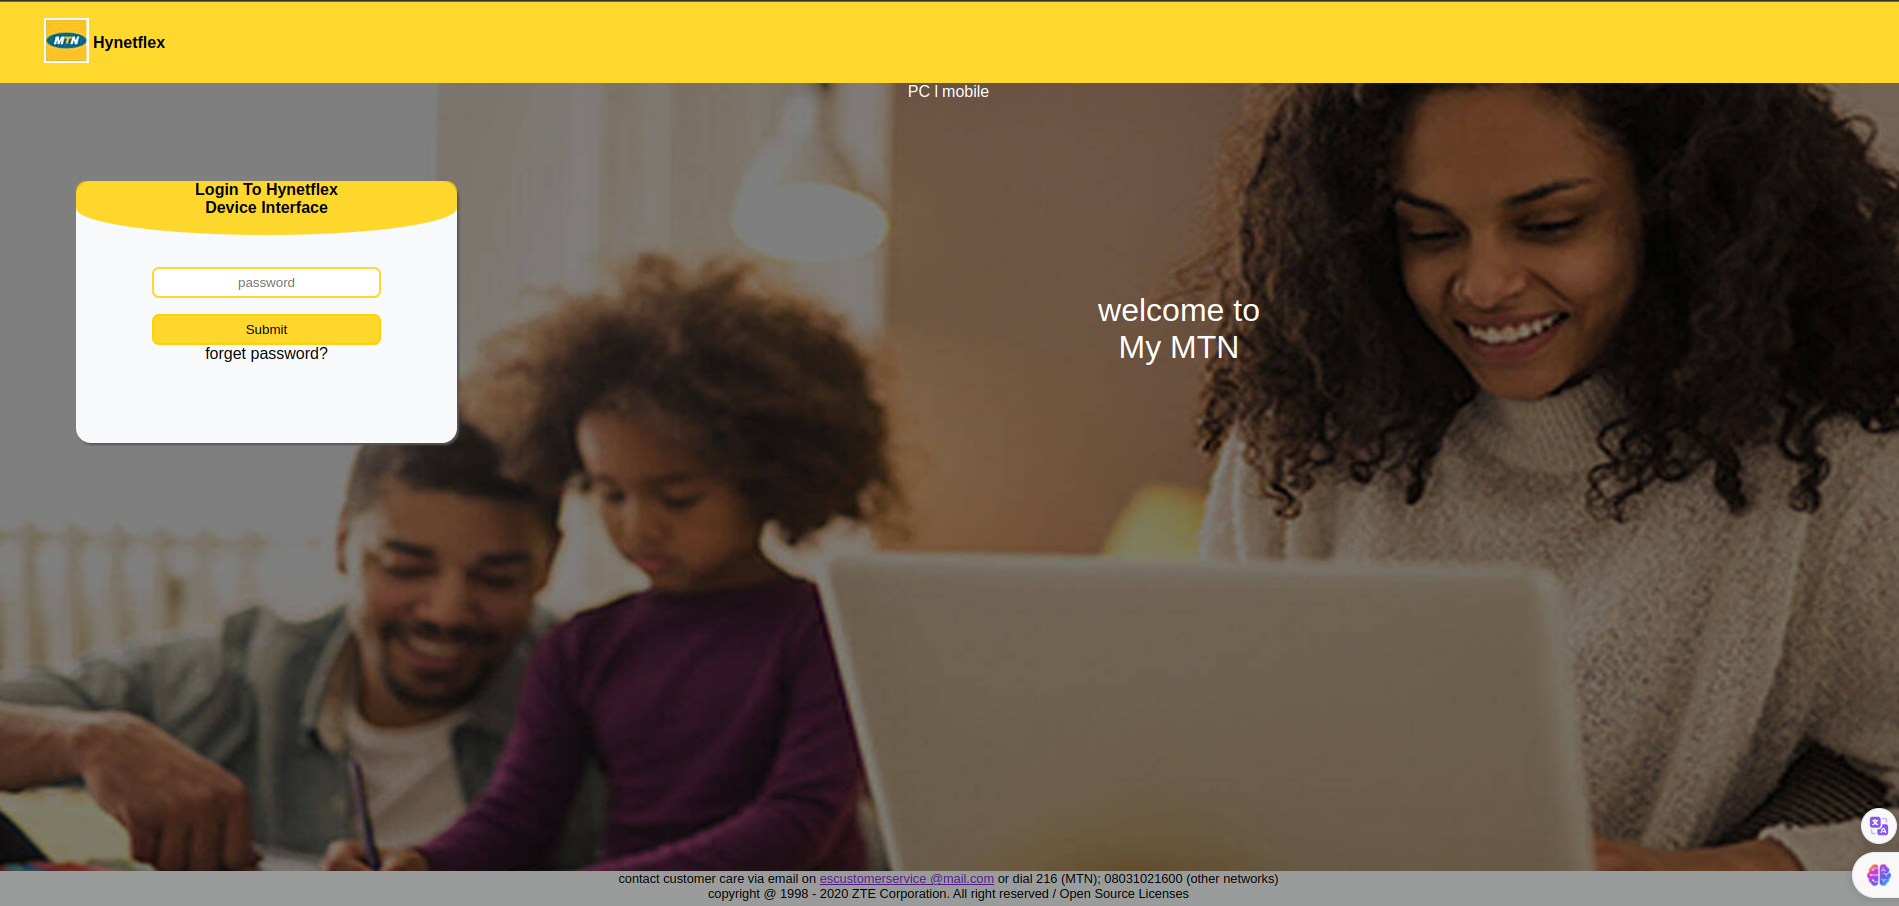 MTN Hynetflex
PC l mobile
Login To Hynetflex
Device Interface
password
Submit
forget password?
welcome to
My MTN
contact customer care via email on escustomerservice @mail.com or dial 216 (MTN); 08031021600 (other networks)
copyright @ 1998 - 2020 ZTE Corporation. All right reserved / Open Source Licenses